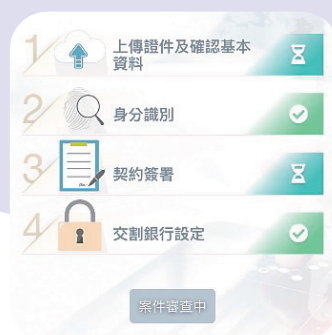 1
上傳證件及確認基本
資料
2
身分識別
3
契約簽署
4
交割銀行設定
案件審查中